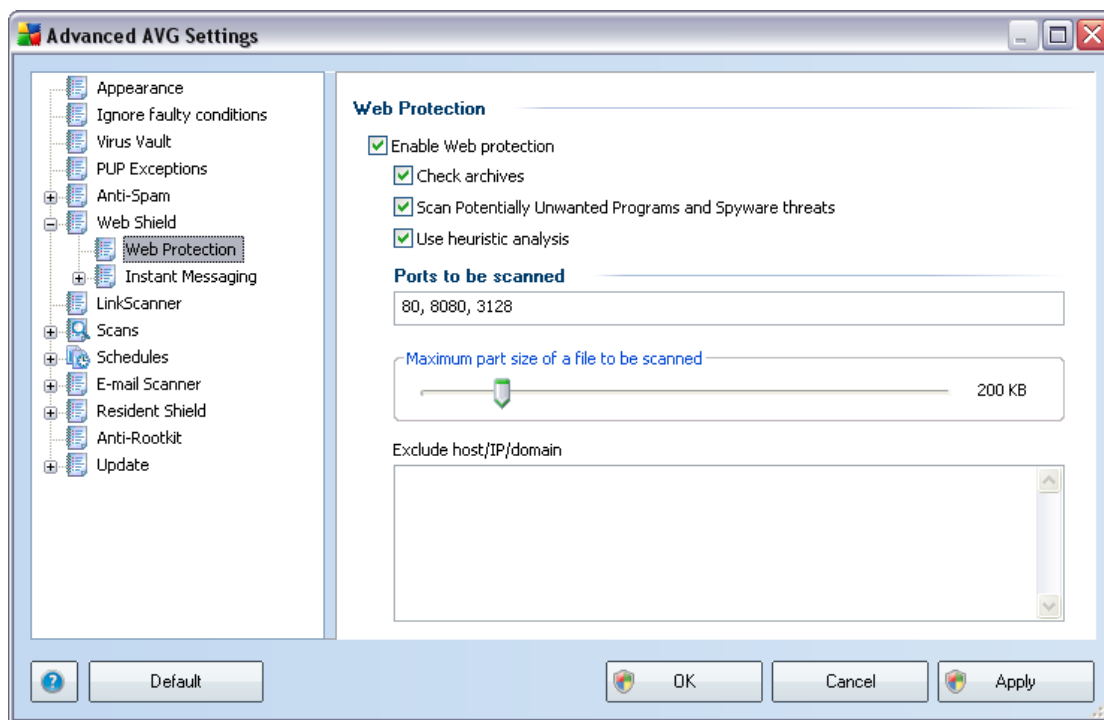 Advanced AVG Settings
Appearance
Ignore faulty conditions
Virus Vault
PUP Exceptions
Anti-Spam
Web Shield
Web Protection
Instant Messaging
LinkScanner
Scans
Schedules
E-mail Scanner
Resident Shield
Anti-Rootkit
Update
Web Protection
Enable Web protection
Check archives
Scan Potentially Unwanted Programs and Spyware threats
Use heuristic analysis
Ports to be scanned
80, 8080, 3128
Maximum part size of a file to be scanned
200 KB
Exclude host/IP/domain
? Default OK Cancel Apply